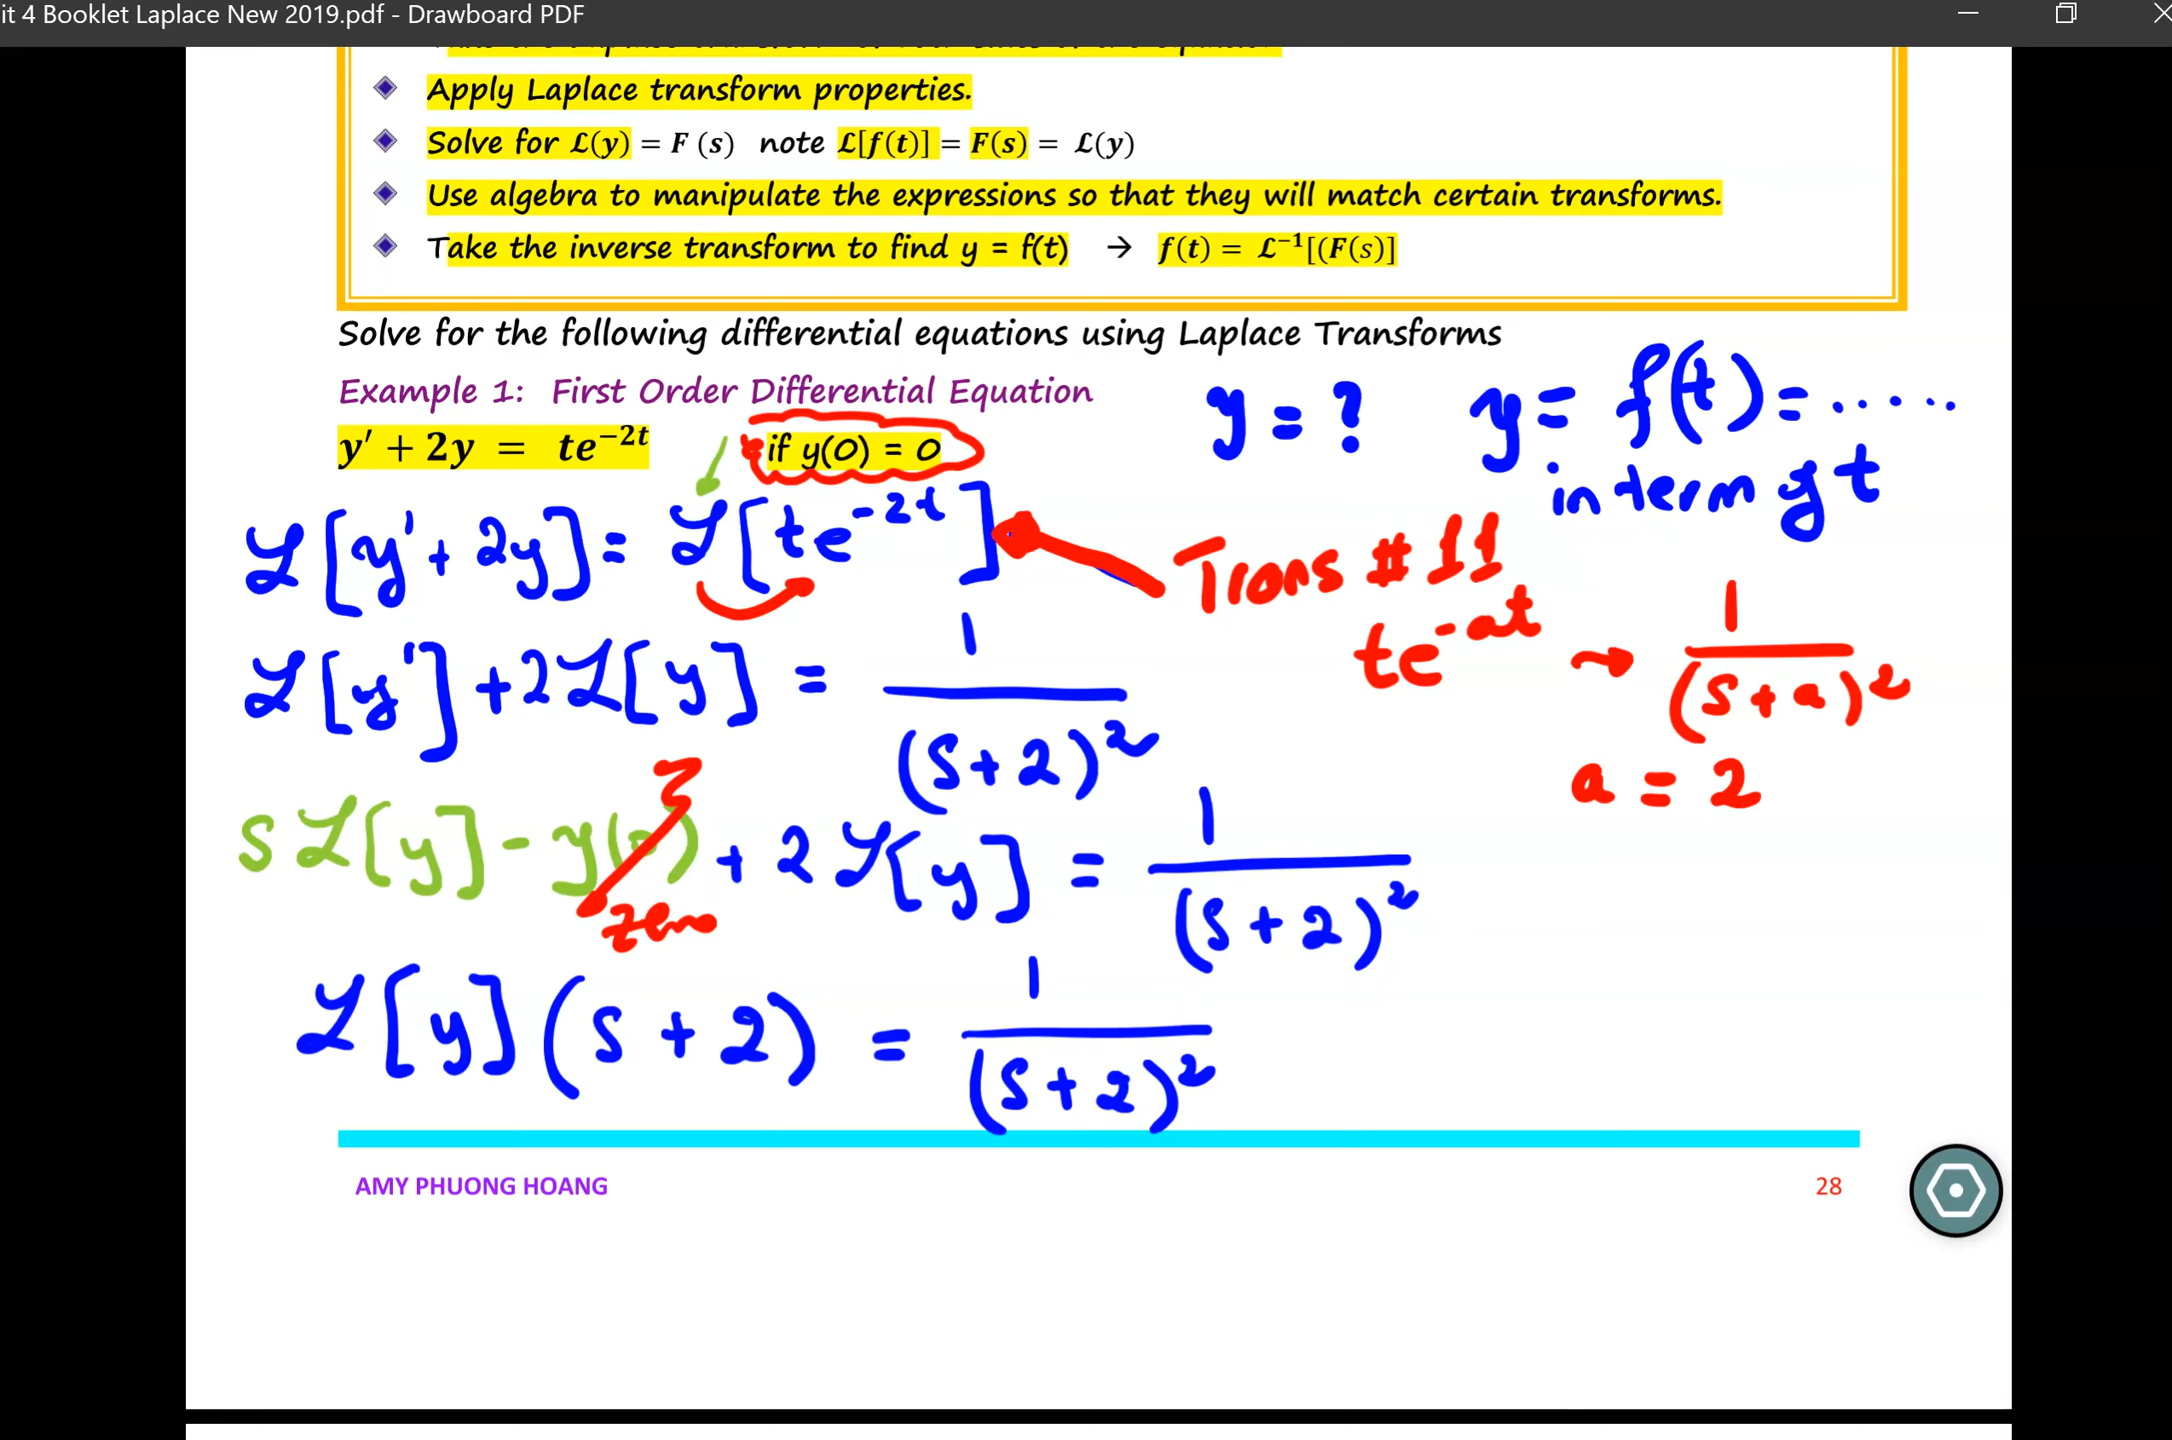 it 4 Booklet Laplace New 2019.pdf - Drawboard PDF
Apply Laplace transform properties.
Solve for ℒ(y) = F (s) note ℒ[f(t)] = F(s) = ℒ(y)
Use algebra to manipulate the expressions so that they will match certain transforms.
Take the inverse transform to find y = f(t) → f(t) = ℒ⁻¹[(F(s)]
Solve for the following differential equations using Laplace Transforms
Example 1: First Order Differential Equation
y = ? y = f(t) = .....
in term of t
y′ + 2y = te⁻²ᵗ if y(0) = 0
ℒ[y' + 2y] = ℒ[te⁻²ᵗ]
Trans # 11
te⁻ᵃᵗ → 1/(s+a)²
a = 2
ℒ[y'] + 2ℒ[y] = 1/(s+2)²
sℒ[y] - y(0) + 2ℒ[y] = 1/(s+2)²
zero
ℒ[y](s + 2) = 1/(s+2)²
AMY PHUONG HOANG
28